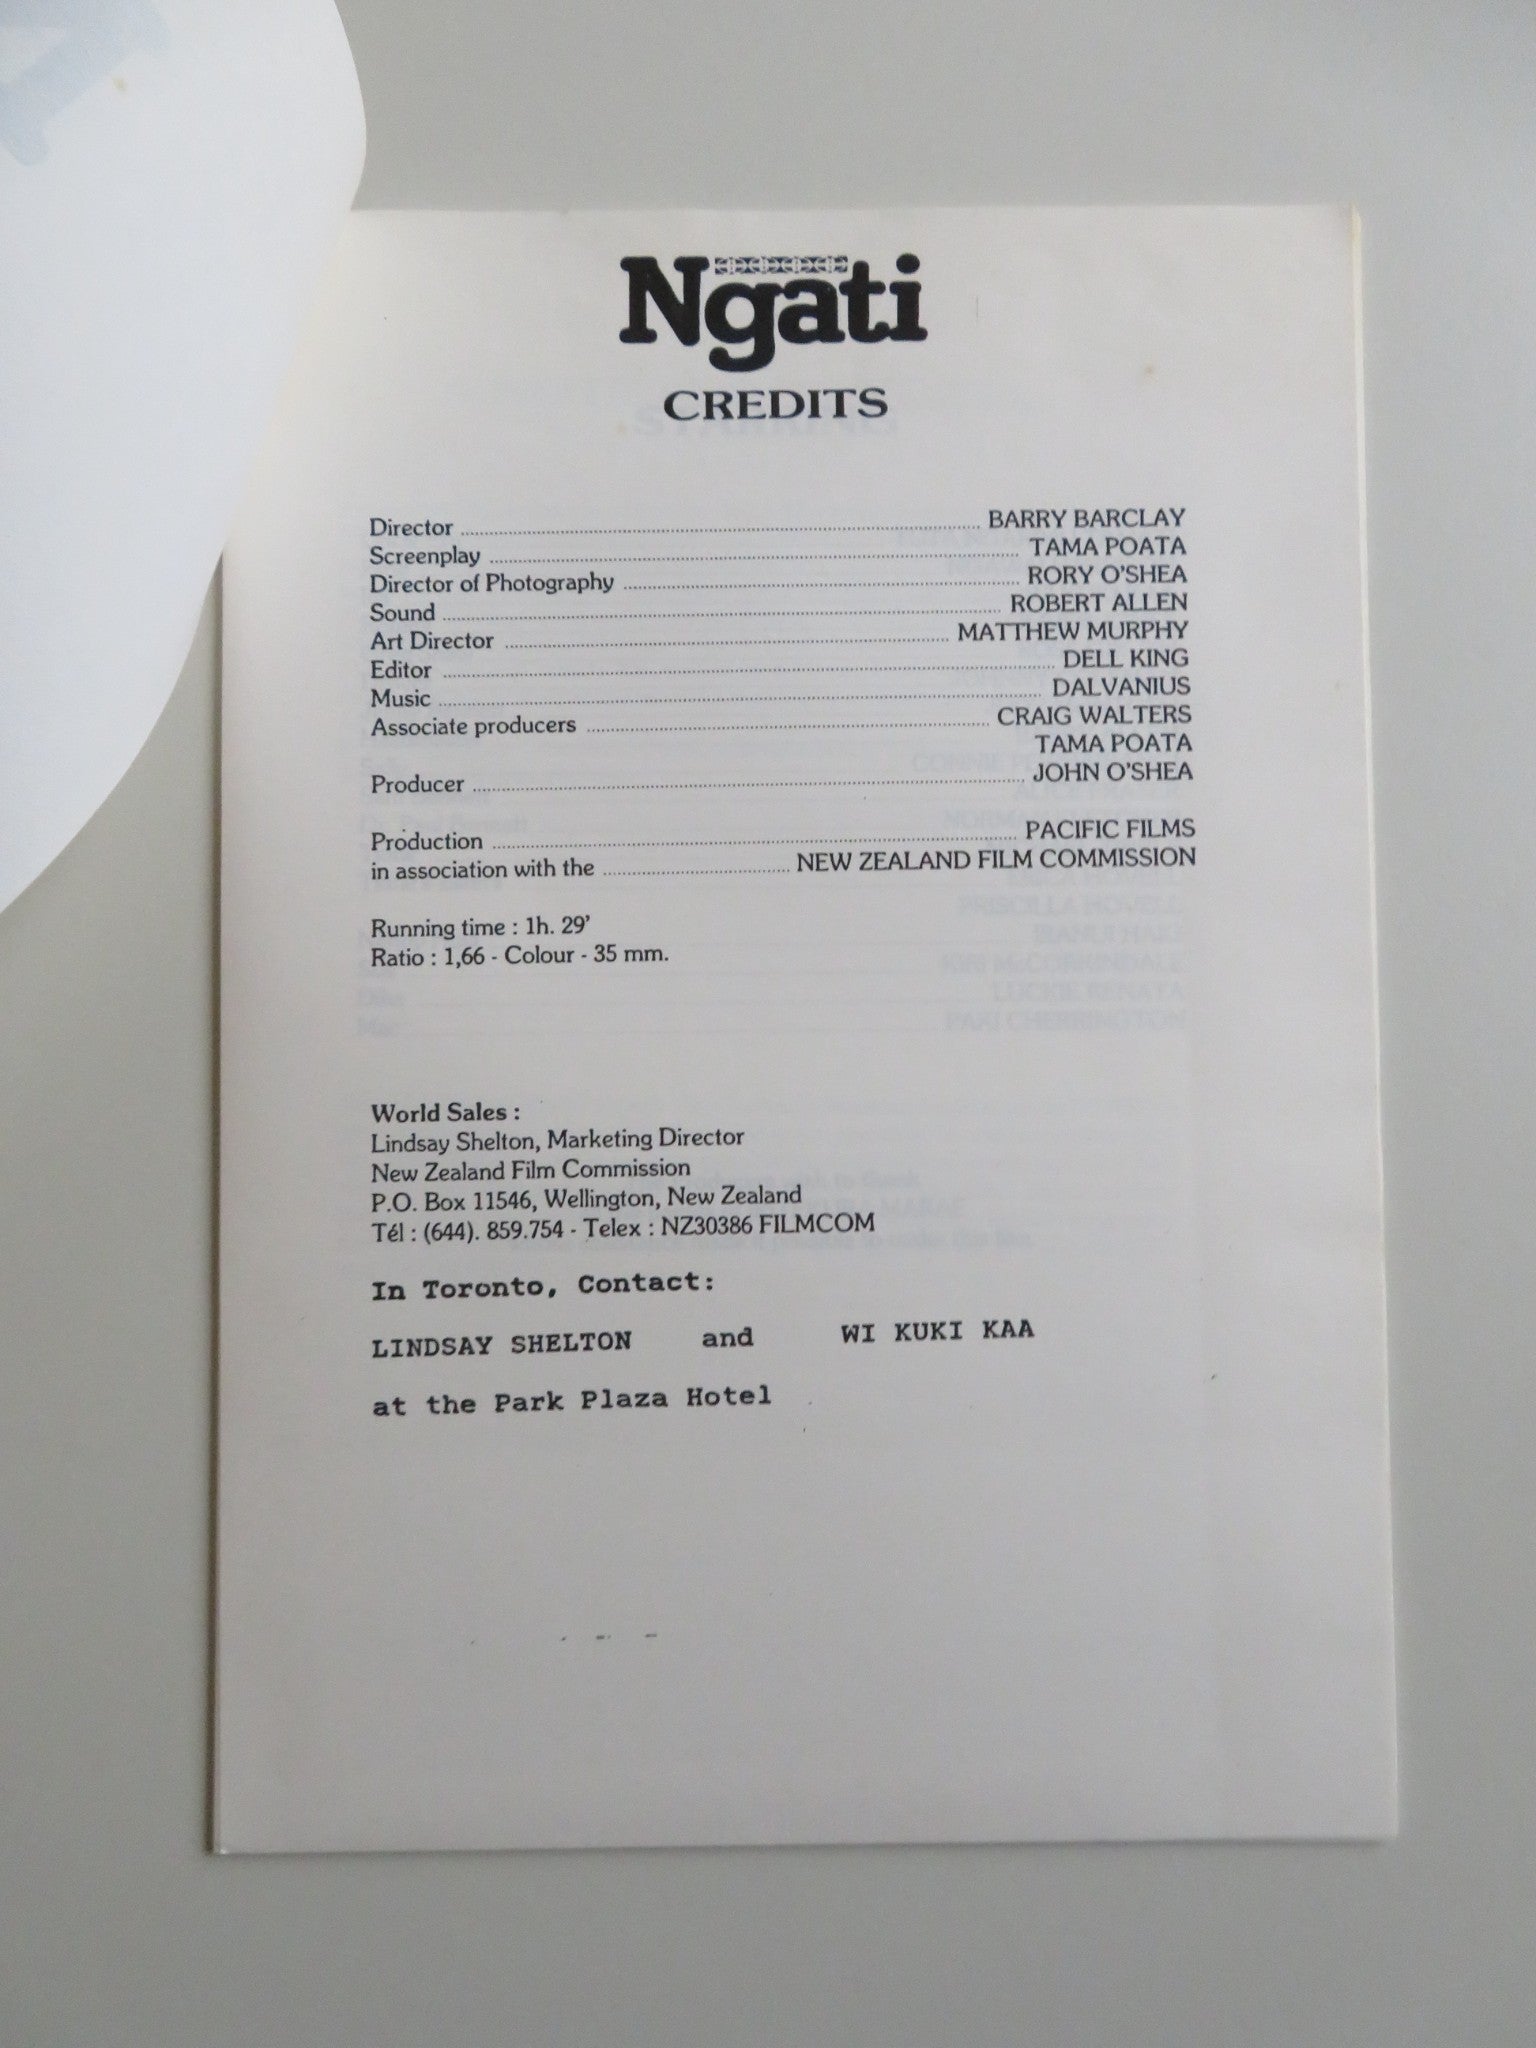 Ngati
CREDITS
Director ........ BARRY BARCLAY
Screenplay ........ TAMA POATA
Director of Photography ........ RORY O'SHEA
Sound ........ ROBERT ALLEN
Art Director ........ MATTHEW MURPHY
Editor ........ DELL KING
Music ........ DALVANIUS
Associate producers ........ CRAIG WALTERS
TAMA POATA
Producer ........ JOHN O'SHEA
Production ........ PACIFIC FILMS
in association with the ........ NEW ZEALAND FILM COMMISSION
Running time : 1h. 29'
Ratio : 1,66 - Colour - 35 mm.
World Sales :
Lindsay Shelton, Marketing Director
New Zealand Film Commission
P.O. Box 11546, Wellington, New Zealand
Tél : (644). 859.754 - Telex : NZ30386 FILMCOM
In Toronto, Contact:
LINDSAY SHELTON and WI KUKI KAA
at the Park Plaza Hotel